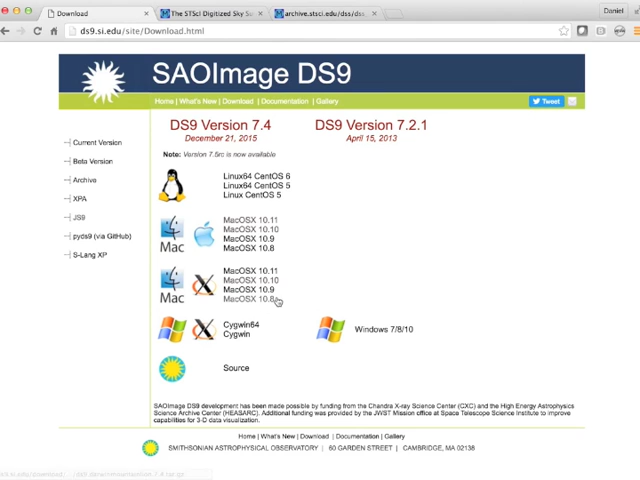 Download
The STScI Digitized Sky Su
archive.stsci.edu/dss/dss
Daniel
ds9.si.edu/site/Download.html
SAOImage DS9
Home | What's New | Download | Documentation | Gallery
Tweet
DS9 Version 7.4
DS9 Version 7.2.1
December 21, 2015
April 15, 2013
Current Version
Beta Version
Archive
XPA
JS9
pyds9 (via GitHub)
S-Lang XP
Note: Version 7.5rc is now available
Linux64 CentOS 6
Linux64 CentOS 5
Linux CentOS 5
Mac
MacOSX 10.11
MacOSX 10.10
MacOSX 10.9
MacOSX 10.8
Mac
MacOSX 10.11
MacOSX 10.10
MacOSX 10.9
MacOSX 10.8
Cygwin64
Cygwin
Windows 7/8/10
Source
SAOImage DS9 development has been made possible by funding from the Chandra X-ray Science Center (CXC) and the High Energy Astrophysics
Science Archive Center (HEASARC). Additional funding was provided by the JWST Mission office at Space Telescope Science Institute to improve
capabilities for 3-D data visualization.
Home | What's New | Download | Documentation | Gallery
SMITHSONIAN ASTROPHYSICAL OBSERVATORY | 60 GARDEN STREET | CAMBRIDGE, MA 02138